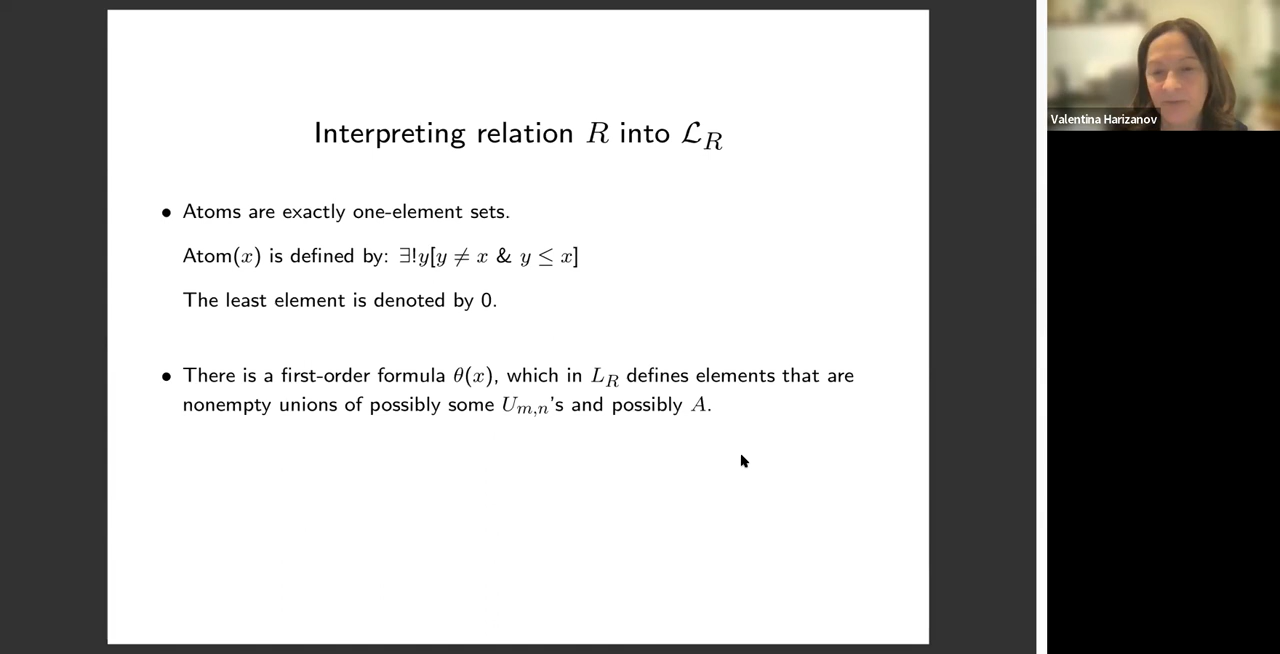 Interpreting relation R into ℒ_R
• Atoms are exactly one-element sets.
Atom(x) is defined by: ∃!y[y ≠ x & y ≤ x]
The least element is denoted by 0.
• There is a first-order formula θ(x), which in L_R defines elements that are
nonempty unions of possibly some U_{m,n}'s and possibly A.
Valentina Harizanov